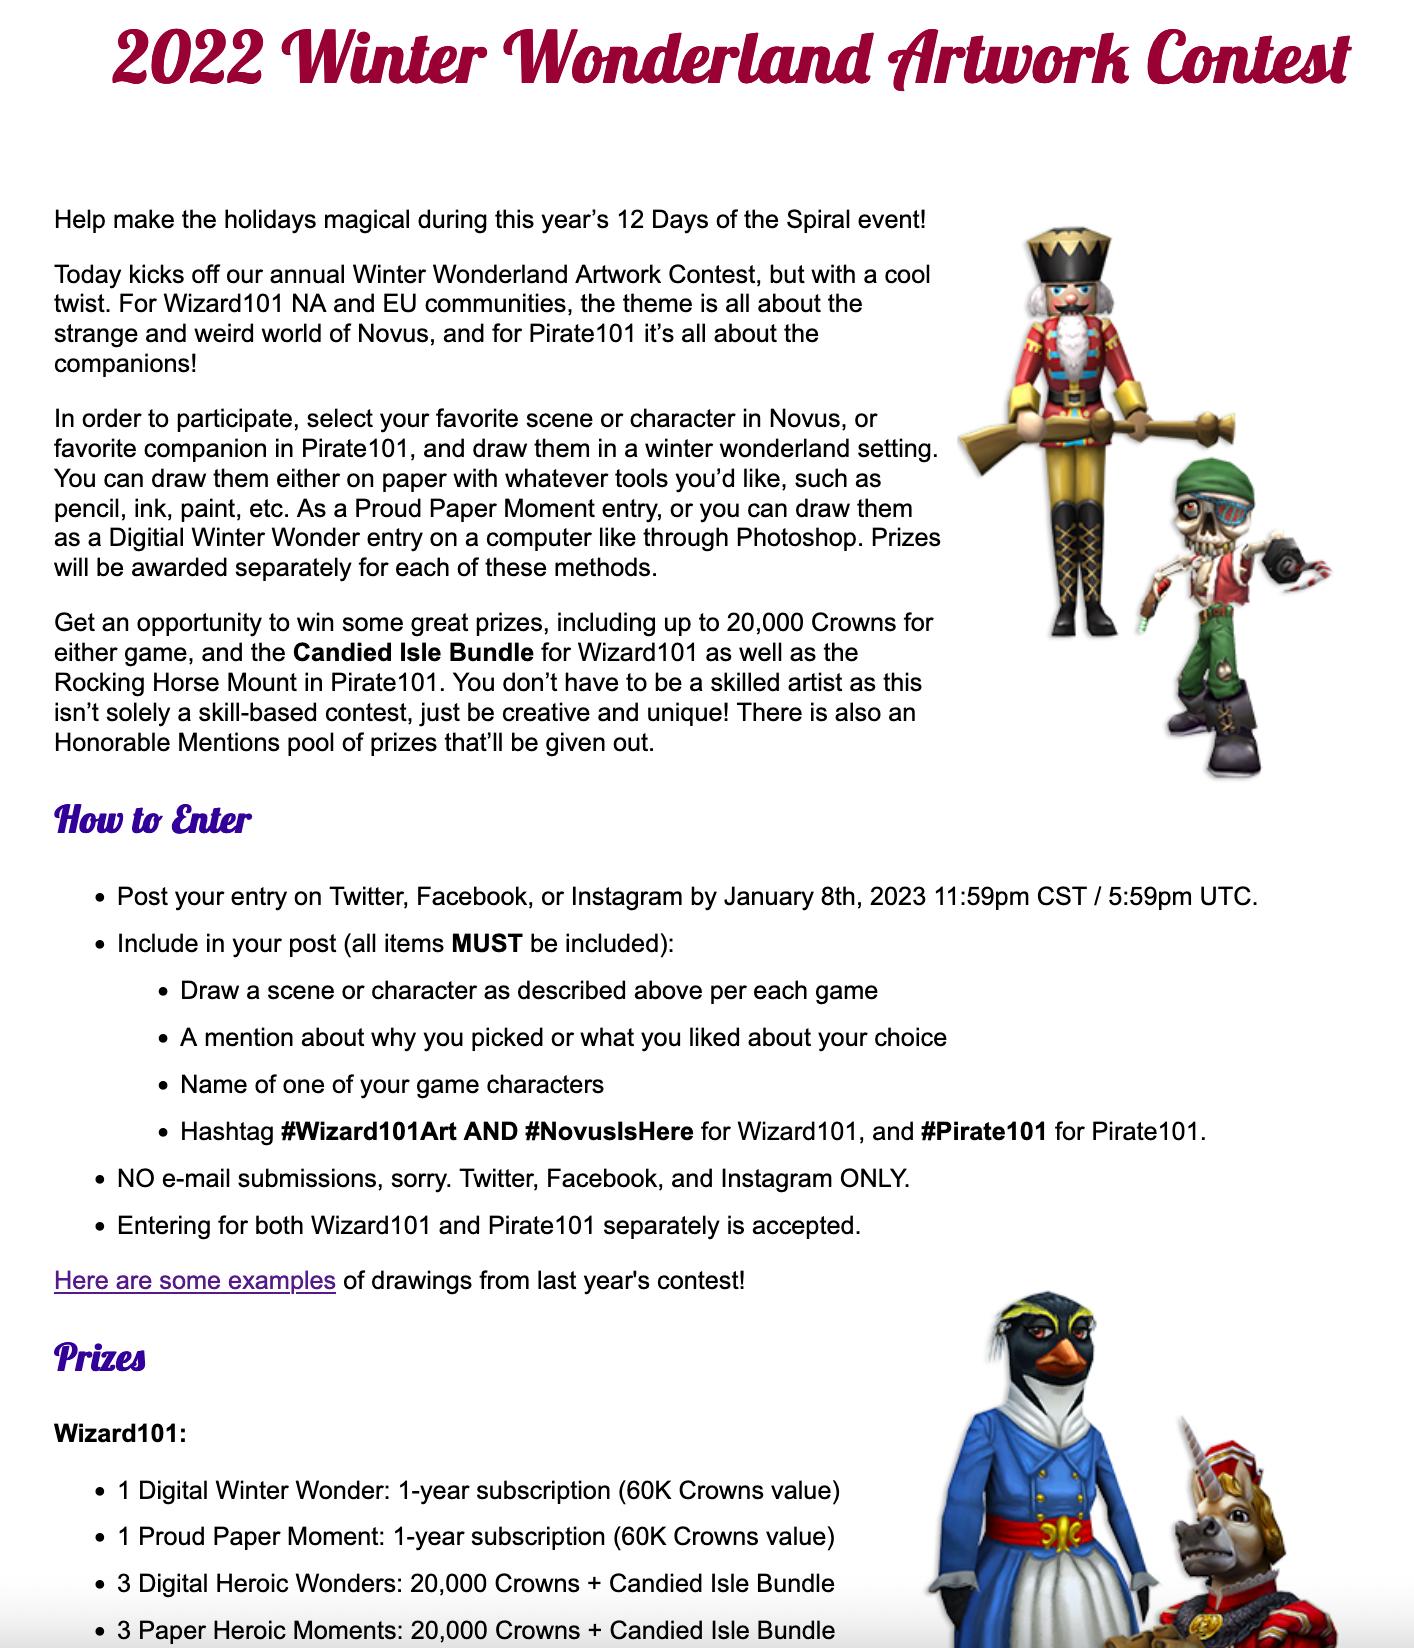 2022 Winter Wonderland Artwork Contest
Help make the holidays magical during this year’s 12 Days of the Spiral event!
Today kicks off our annual Winter Wonderland Artwork Contest, but with a cool
twist. For Wizard101 NA and EU communities, the theme is all about the
strange and weird world of Novus, and for Pirate101 it’s all about the
companions!
In order to participate, select your favorite scene or character in Novus, or
favorite companion in Pirate101, and draw them in a winter wonderland setting.
You can draw them either on paper with whatever tools you’d like, such as
pencil, ink, paint, etc. As a Proud Paper Moment entry, or you can draw them
as a Digitial Winter Wonder entry on a computer like through Photoshop. Prizes
will be awarded separately for each of these methods.
Get an opportunity to win some great prizes, including up to 20,000 Crowns for
either game, and the Candied Isle Bundle for Wizard101 as well as the
Rocking Horse Mount in Pirate101. You don’t have to be a skilled artist as this
isn’t solely a skill-based contest, just be creative and unique! There is also an
Honorable Mentions pool of prizes that’ll be given out.
How to Enter
• Post your entry on Twitter, Facebook, or Instagram by January 8th, 2023 11:59pm CST / 5:59pm UTC.
• Include in your post (all items MUST be included):
• Draw a scene or character as described above per each game
• A mention about why you picked or what you liked about your choice
• Name of one of your game characters
• Hashtag #Wizard101Art AND #NovusIsHere for Wizard101, and #Pirate101 for Pirate101.
• NO e-mail submissions, sorry. Twitter, Facebook, and Instagram ONLY.
• Entering for both Wizard101 and Pirate101 separately is accepted.
Here are some examples of drawings from last year's contest!
Prizes
Wizard101:
• 1 Digital Winter Wonder: 1-year subscription (60K Crowns value)
• 1 Proud Paper Moment: 1-year subscription (60K Crowns value)
• 3 Digital Heroic Wonders: 20,000 Crowns + Candied Isle Bundle
• 3 Paper Heroic Moments: 20,000 Crowns + Candied Isle Bundle